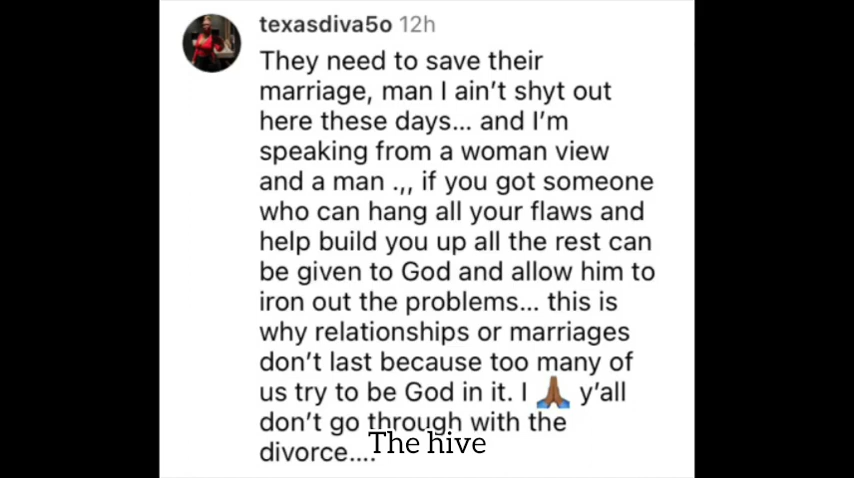 texasdiva5o 12h
They need to save their
marriage, man I ain't shyt out
here these days... and I'm
speaking from a woman view
and a man .,, if you got someone
who can hang all your flaws and
help build you up all the rest can
be given to God and allow him to
iron out the problems... this is
why relationships or marriages
don't last because too many of
us try to be God in it. I 🙏🏾 y'all
don't go through with the
divorce....
The hive